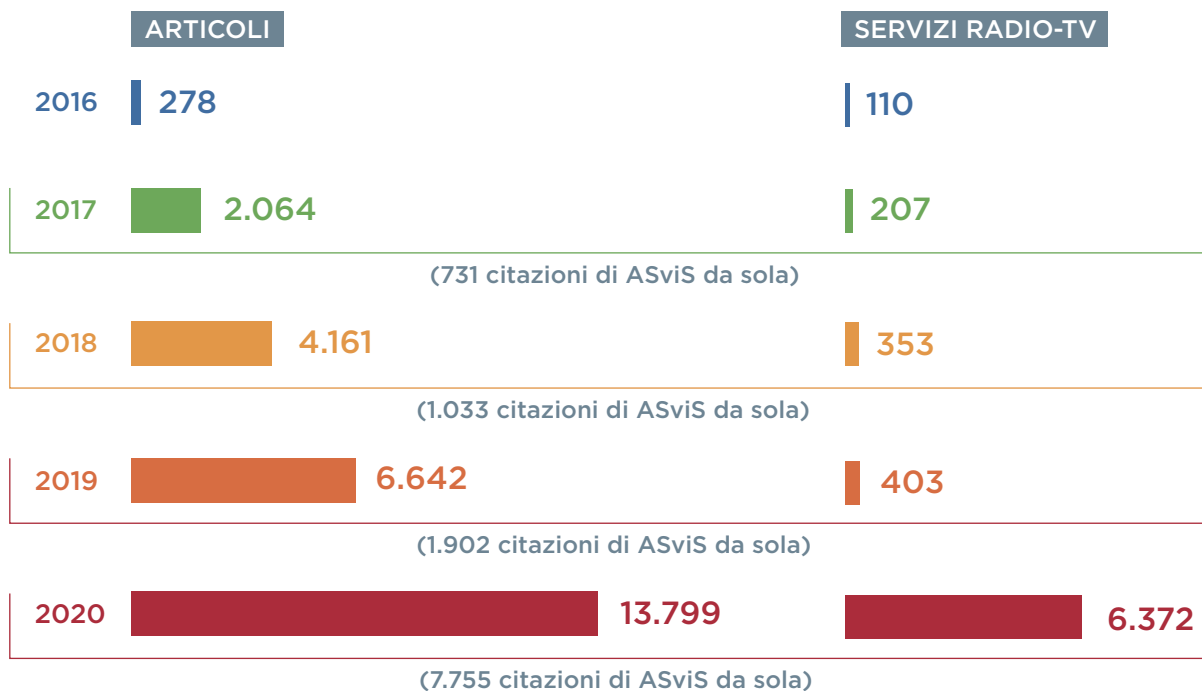 ARTICOLI SERVIZI RADIO-TV
2016 278 110
2017 2.064 207
(731 citazioni di ASviS da sola)
2018 4.161 353
(1.033 citazioni di ASviS da sola)
2019 6.642 403
(1.902 citazioni di ASviS da sola)
2020 13.799 6.372
(7.755 citazioni di ASviS da sola)